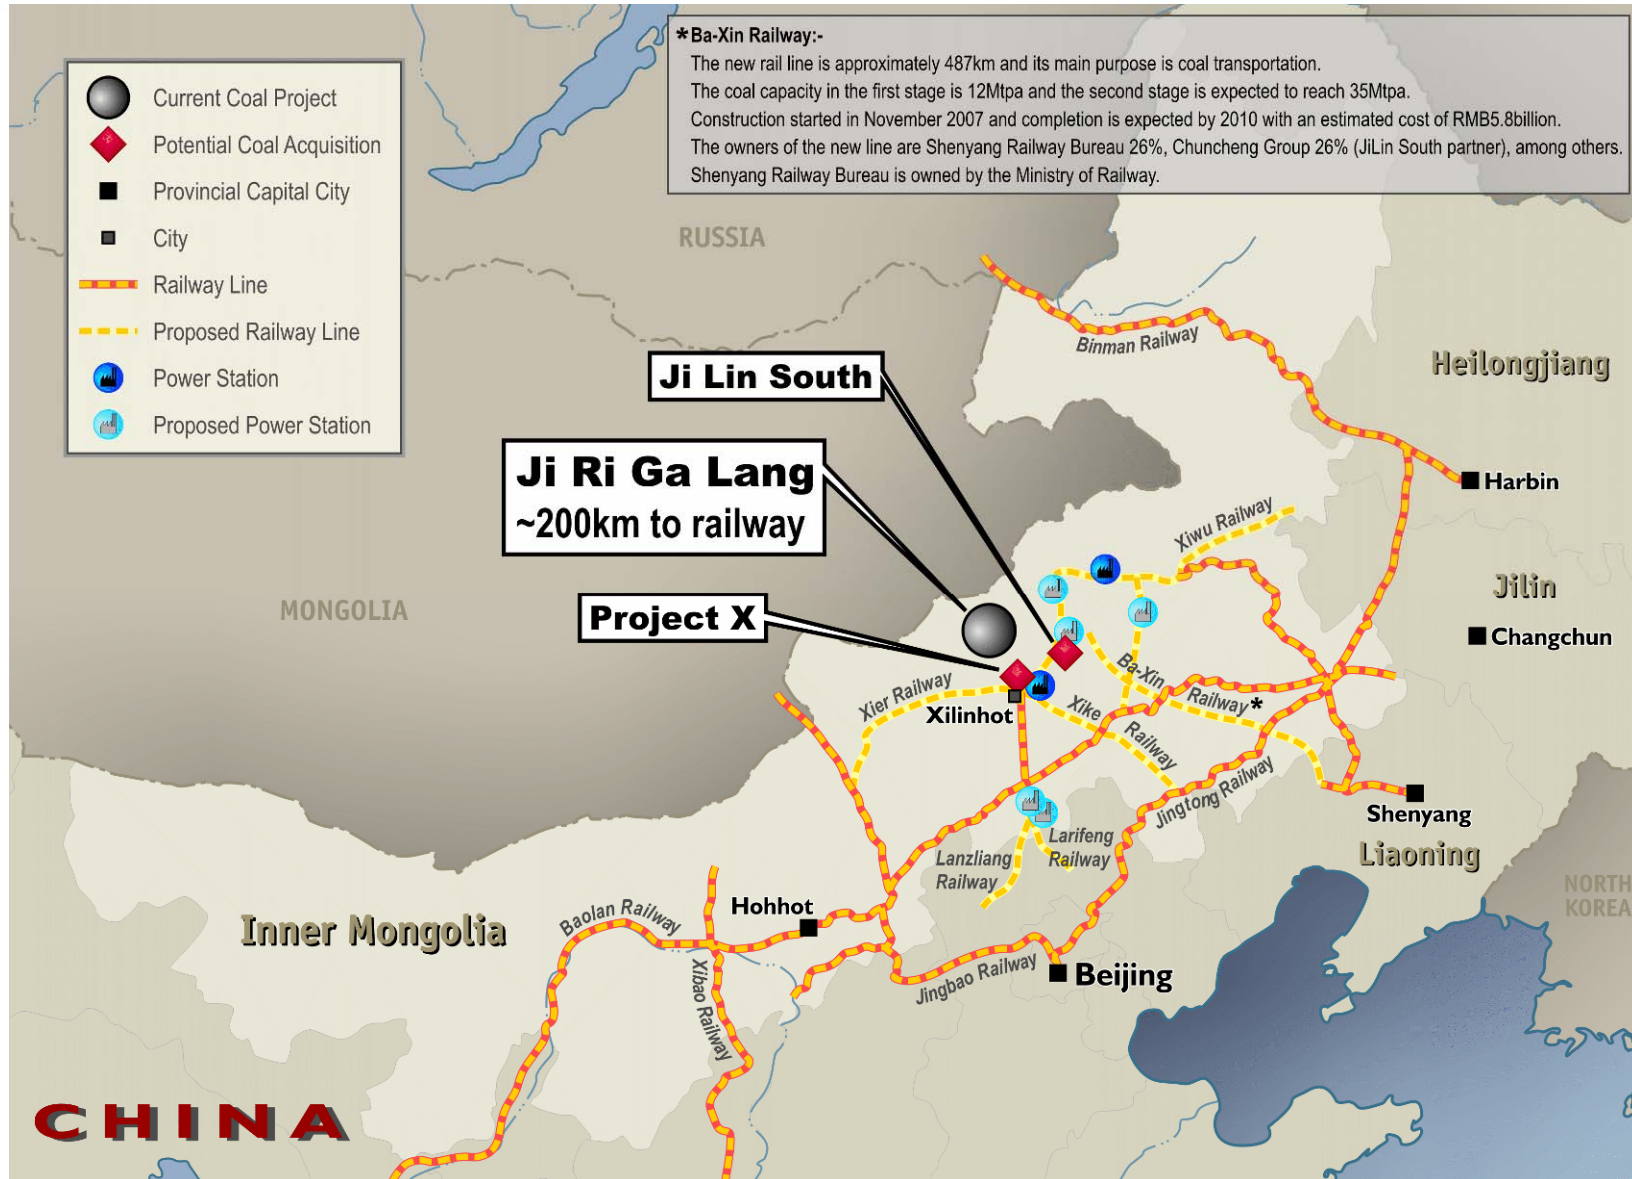 *Ba-Xin Railway:-
The new rail line is approximately 487km and its main purpose is coal transportation.
The coal capacity in the first stage is 12Mtpa and the second stage is expected to reach 35Mtpa.
Construction started in November 2007 and completion is expected by 2010 with an estimated cost of RMB5.8billion.
The owners of the new line are Shenyang Railway Bureau 26%, Chuncheng Group 26% (JiLin South partner), among others.
Shenyang Railway Bureau is owned by the Ministry of Railway.
Current Coal Project
Potential Coal Acquisition
Provincial Capital City
City
Railway Line
Proposed Railway Line
Power Station
Proposed Power Station
RUSSIA
Binman Railway
Heilongjiang
Ji Lin South
Ji Ri Ga Lang
~200km to railway
Harbin
Xiwu Railway
Jilin
MONGOLIA
Project X
Changchun
Ba-Xin
Railway*
Xier Railway
Xilinhot
Xike
Railway
Jingtong Railway
Shenyang
Liaoning
Larifeng
Railway
Lanzliang
Railway
NORTH
KOREA
Hohhot
Baolan Railway
Inner Mongolia
Xibao Railway
Jingbao Railway
Beijing
CHINA